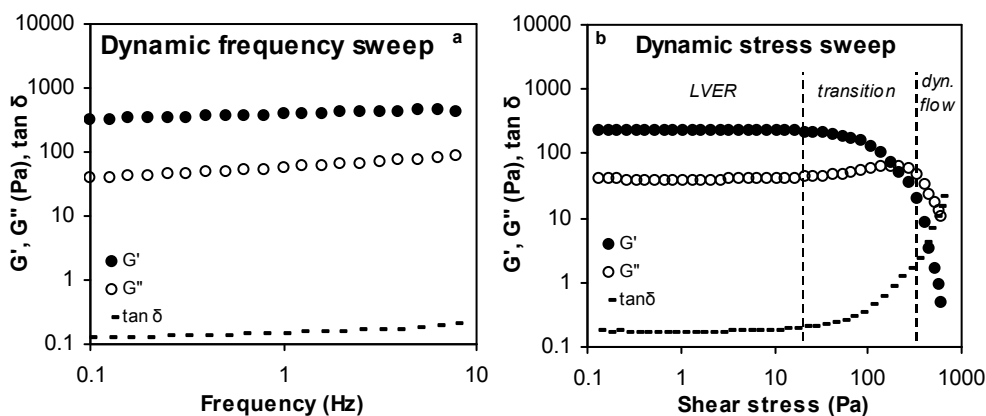 Dynamic frequency sweep
a
10000
1000
100
10
1
0.1
G', G" (Pa), tan δ
G'
G"
tan δ
0.1
1
10
Frequency (Hz)
b
Dynamic stress sweep
10000
1000
100
10
1
0.1
G', G" (Pa), tan δ
LVER
transition
dyn.
flow
G'
G"
tanδ
0.1
1
10
100
1000
Shear stress (Pa)